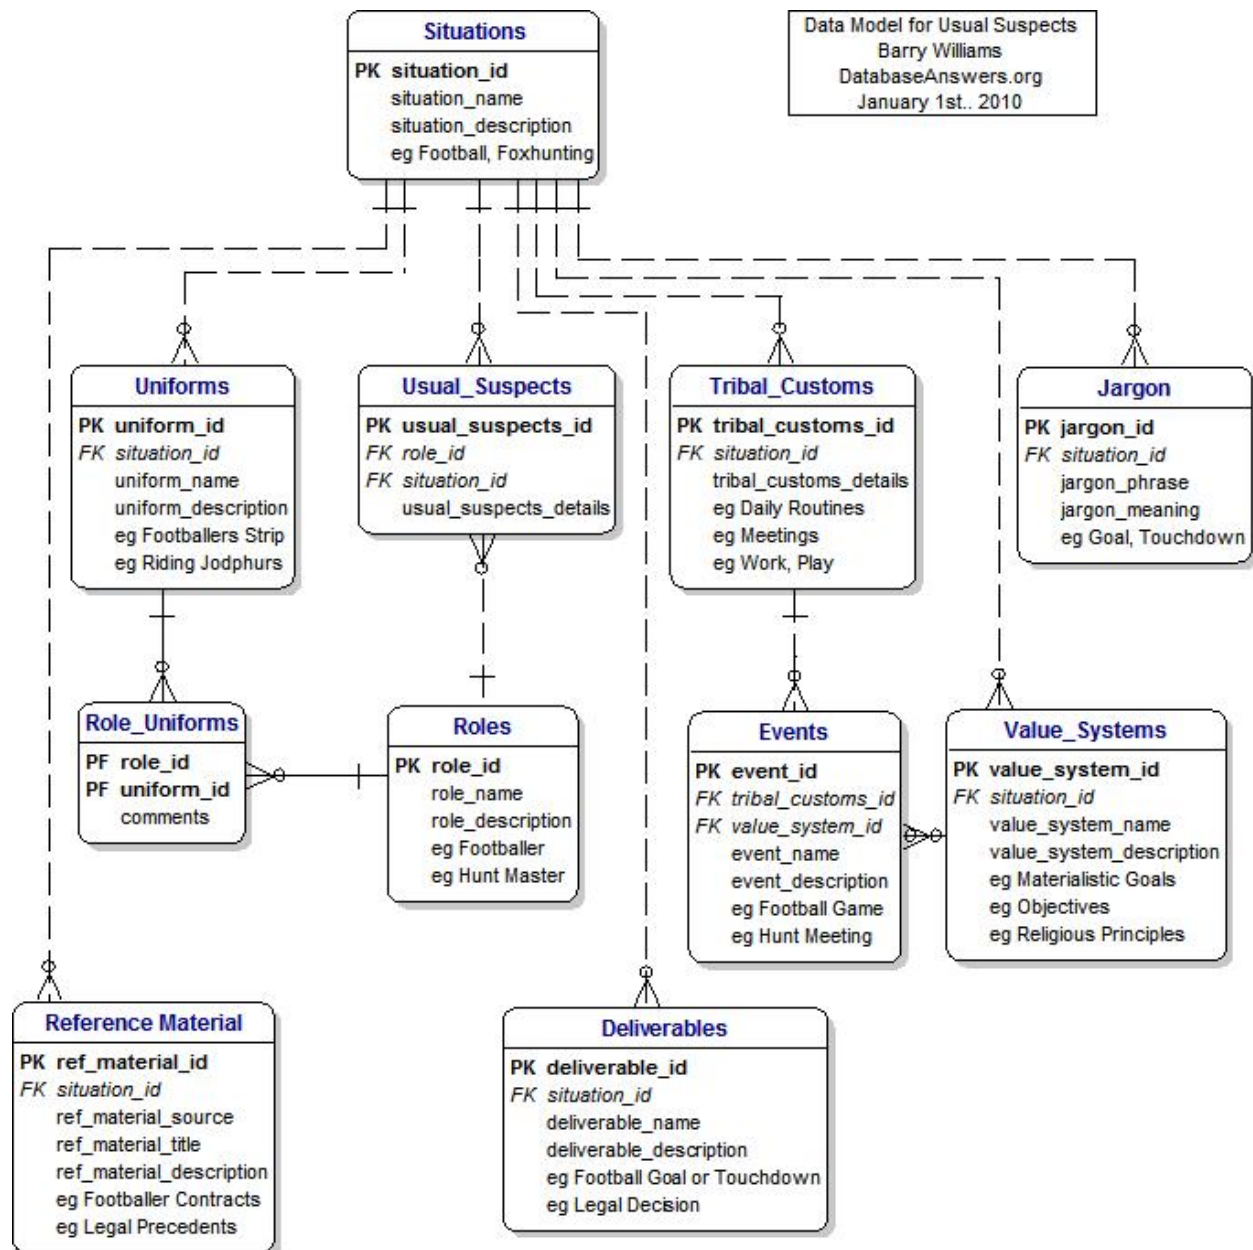 Situations
PK situation_id
situation_name
situation_description
eg Football, Foxhunting
Data Model for Usual Suspects
Barry Williams
DatabaseAnswers.org
January 1st.. 2010
Uniforms
PK uniform_id
FK situation_id
uniform_name
uniform_description
eg Footballers Strip
eg Riding Jodphurs
Usual_Suspects
PK usual_suspects_id
FK role_id
FK situation_id
usual_suspects_details
Tribal_Customs
PK tribal_customs_id
FK situation_id
tribal_customs_details
eg Daily Routines
eg Meetings
eg Work, Play
Jargon
PK jargon_id
FK situation_id
jargon_phrase
jargon_meaning
eg Goal, Touchdown
Role_Uniforms
PF role_id
PF uniform_id
comments
Roles
PK role_id
role_name
role_description
eg Footballer
eg Hunt Master
Events
PK event_id
FK tribal_customs_id
FK value_system_id
event_name
event_description
eg Football Game
eg Hunt Meeting
Value_Systems
PK value_system_id
FK situation_id
value_system_name
value_system_description
eg Materialistic Goals
eg Objectives
eg Religious Principles
Reference Material
PK ref_material_id
FK situation_id
ref_material_source
ref_material_title
ref_material_description
eg Footballer Contracts
eg Legal Precedents
Deliverables
PK deliverable_id
FK situation_id
deliverable_name
deliverable_description
eg Football Goal or Touchdown
eg Legal Decision